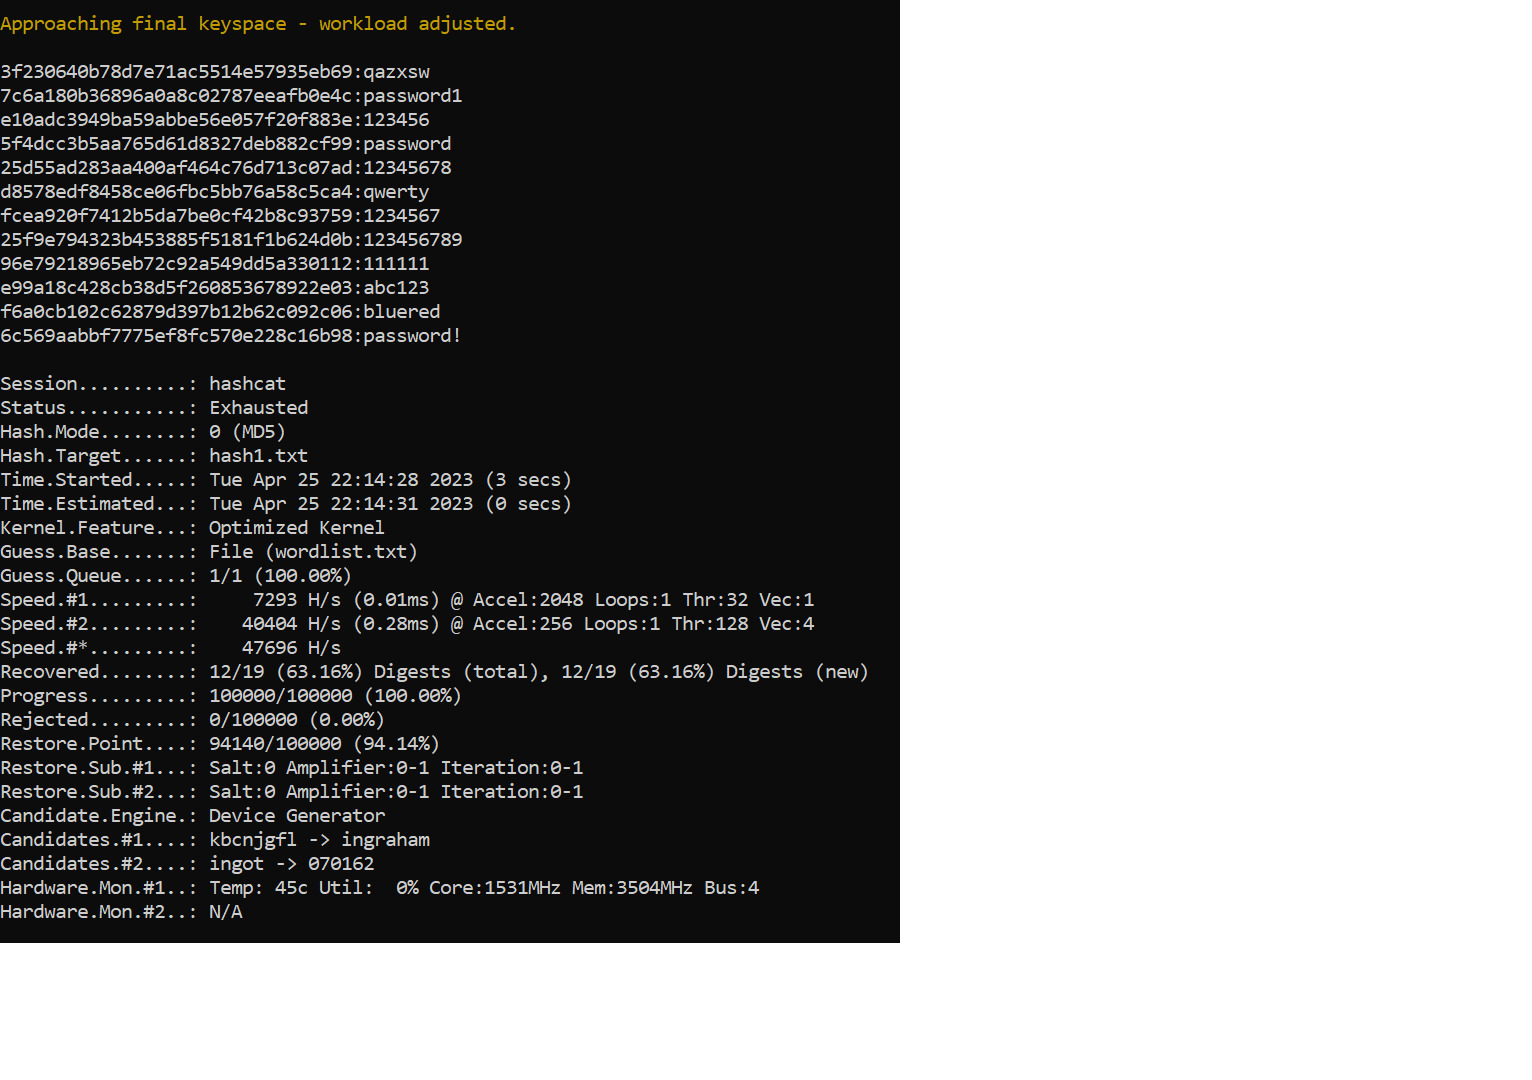 Approaching final keyspace - workload adjusted.
3f230640b78d7e71ac5514e57935eb69:qazxsw
7c6a180b36896a0a8c02787eeafb0e4c:password1
e10adc3949ba59abbe56e057f20f883e:123456
5f4dcc3b5aa765d61d8327deb882cf99:password
25d55ad283aa400af464c76d713c07ad:12345678
d8578edf8458ce06fbc5bb76a58c5ca4:qwerty
fcea920f7412b5da7be0cf42b8c93759:1234567
25f9e794323b453885f5181f1b624d0b:123456789
96e79218965eb72c92a549dd5a330112:111111
e99a18c428cb38d5f260853678922e03:abc123
f6a0cb102c62879d397b12b62c092c06:bluered
6c569aabbf7775ef8fc570e228c16b98:password!
Session..........: hashcat
Status...........: Exhausted
Hash.Mode........: 0 (MD5)
Hash.Target......: hash1.txt
Time.Started.....: Tue Apr 25 22:14:28 2023 (3 secs)
Time.Estimated...: Tue Apr 25 22:14:31 2023 (0 secs)
Kernel.Feature...: Optimized Kernel
Guess.Base.......: File (wordlist.txt)
Guess.Queue......: 1/1 (100.00%)
Speed.#1.........:     7293 H/s (0.01ms) @ Accel:2048 Loops:1 Thr:32 Vec:1
Speed.#2.........:    40404 H/s (0.28ms) @ Accel:256 Loops:1 Thr:128 Vec:4
Speed.#*.........:    47696 H/s
Recovered........: 12/19 (63.16%) Digests (total), 12/19 (63.16%) Digests (new)
Progress.........: 100000/100000 (100.00%)
Rejected.........: 0/100000 (0.00%)
Restore.Point....: 94140/100000 (94.14%)
Restore.Sub.#1...: Salt:0 Amplifier:0-1 Iteration:0-1
Restore.Sub.#2...: Salt:0 Amplifier:0-1 Iteration:0-1
Candidate.Engine.: Device Generator
Candidates.#1....: kbcnjgfl -> ingraham
Candidates.#2....: ingot -> 070162
Hardware.Mon.#1..: Temp: 45c Util:  0% Core:1531MHz Mem:3504MHz Bus:4
Hardware.Mon.#2..: N/A